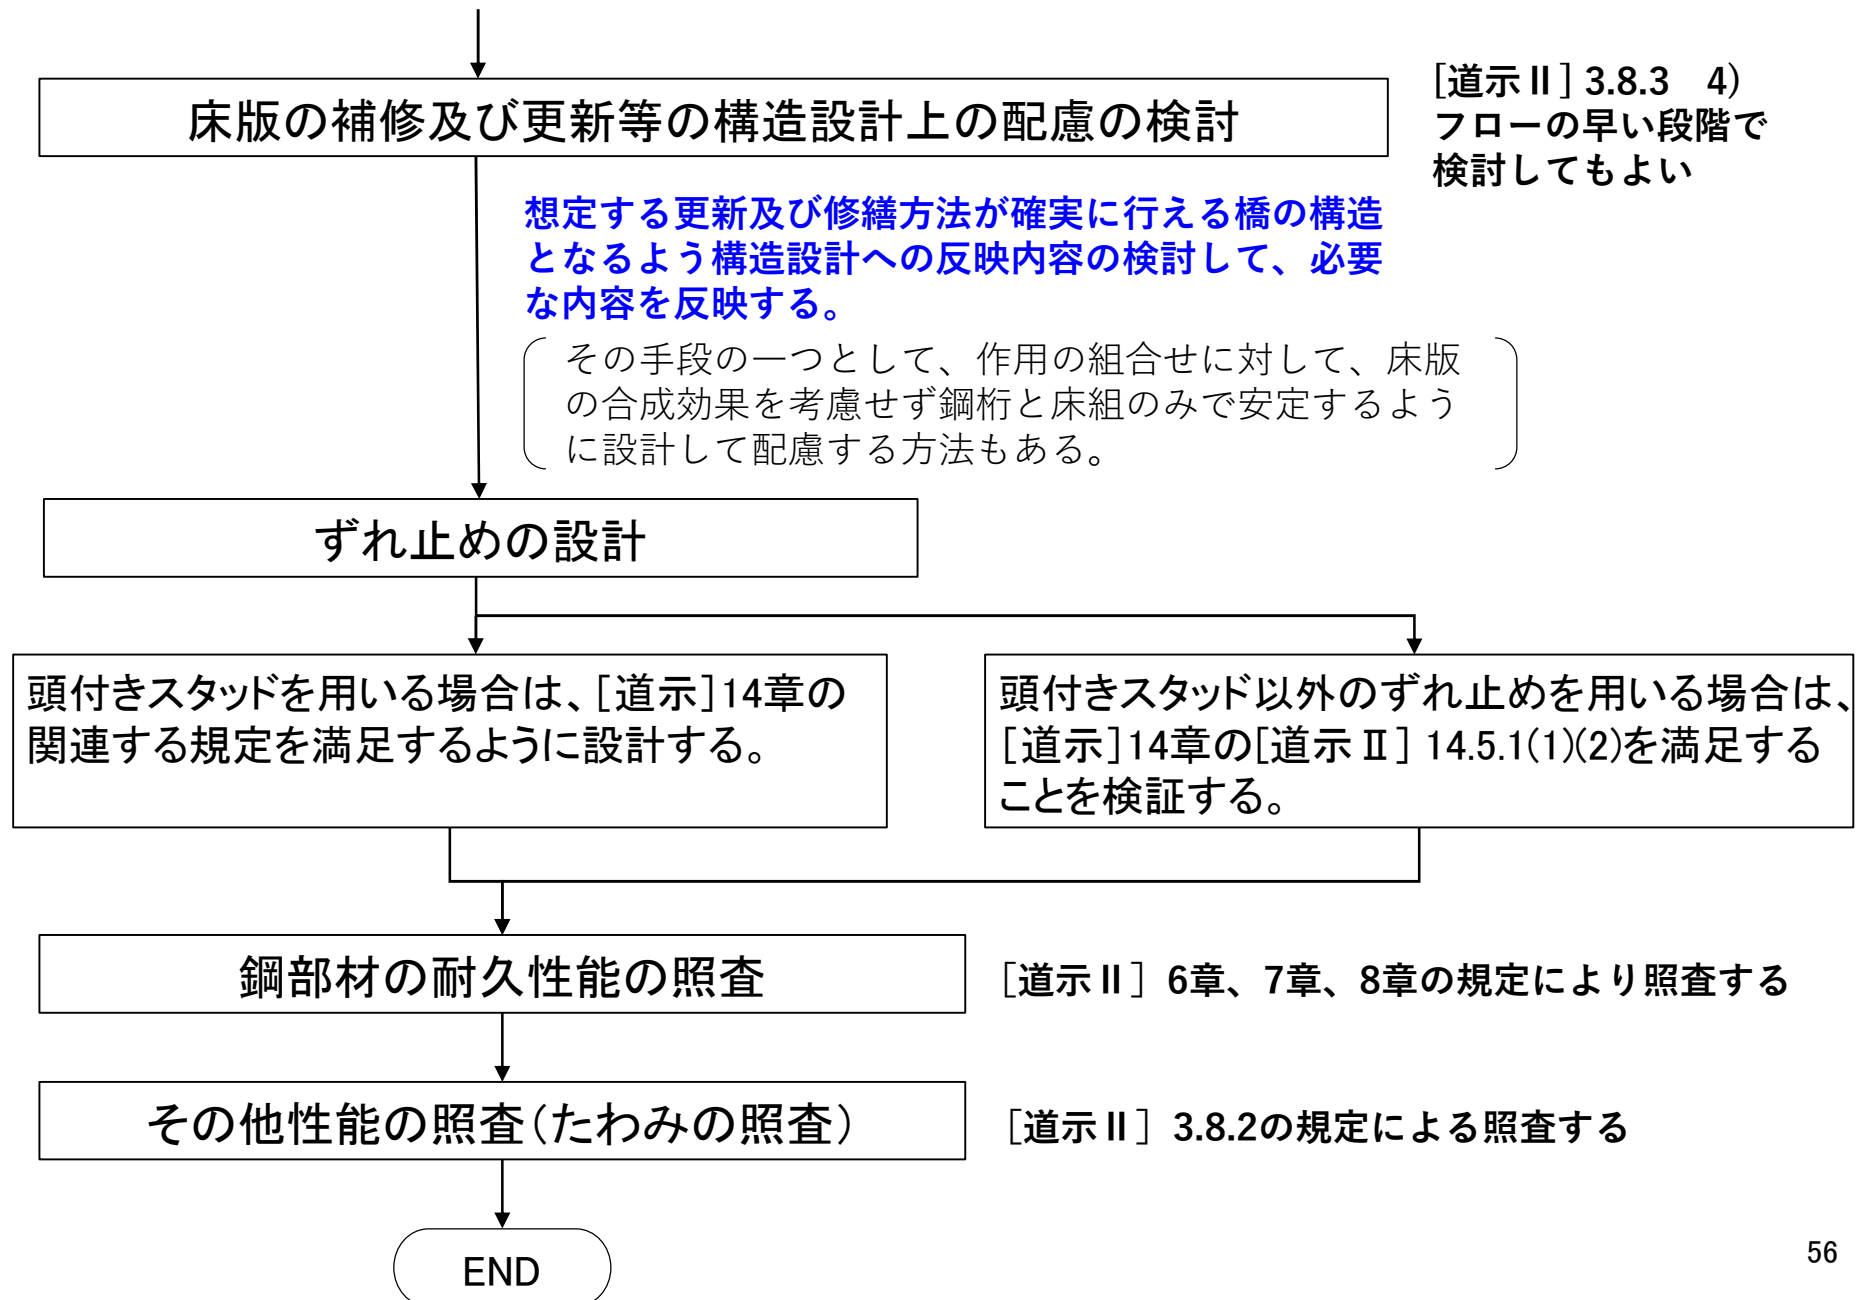 床版の補修及び更新等の構造設計上の配慮の検討
[道示Ⅱ] 3.8.3　4)
フローの早い段階で
検討してもよい
想定する更新及び修繕方法が確実に行える橋の構造
となるよう構造設計への反映内容の検討して、必要
な内容を反映する。
その手段の一つとして、作用の組合せに対して、床版
の合成効果を考慮せず鋼桁と床組のみで安定するよう
に設計して配慮する方法もある。
ずれ止めの設計
頭付きスタッドを用いる場合は、[道示]14章の
関連する規定を満足するように設計する。
頭付きスタッド以外のずれ止めを用いる場合は、
[道示]14章の[道示Ⅱ] 14.5.1(1)(2)を満足する
ことを検証する。
鋼部材の耐久性能の照査
［道示Ⅱ］6章、7章、8章の規定により照査する
その他性能の照査（たわみの照査）
［道示Ⅱ］3.8.2の規定による照査する
END
56